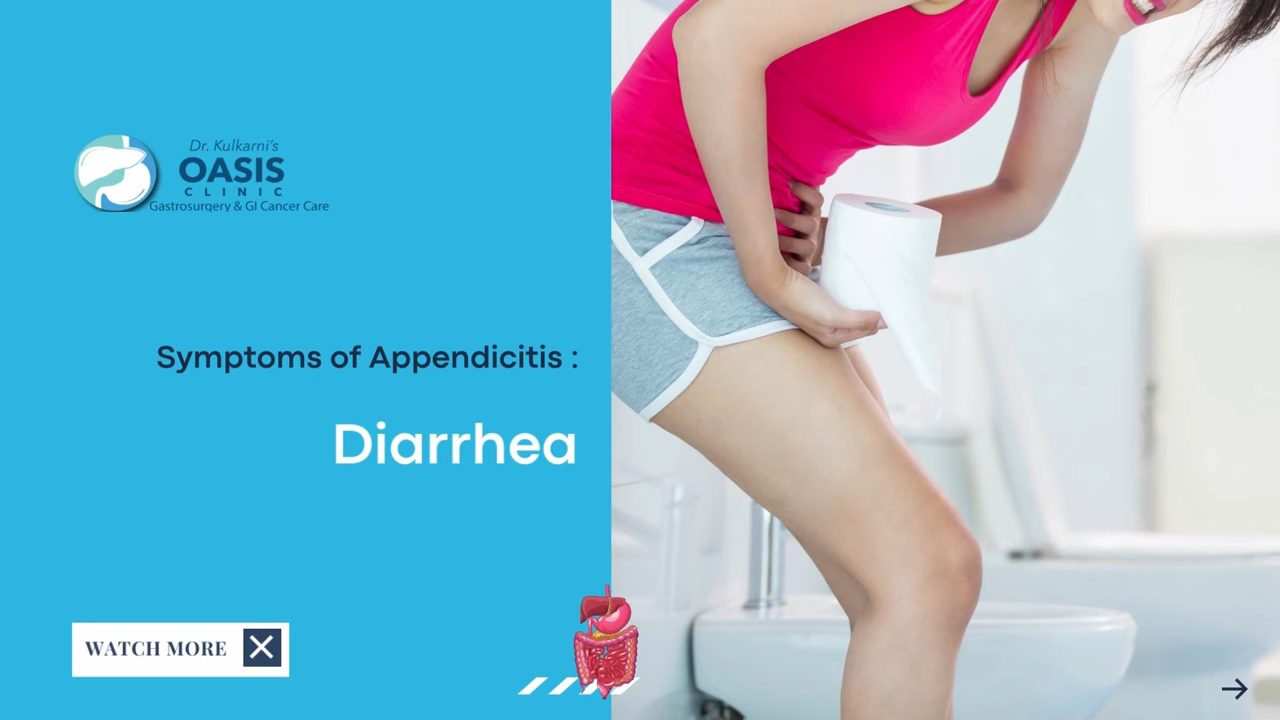 Dr. Kulkarni's
OASIS
CLINIC
Gastrosurgery & GI Cancer Care
Symptoms of Appendicitis :
Diarrhea
WATCH MORE